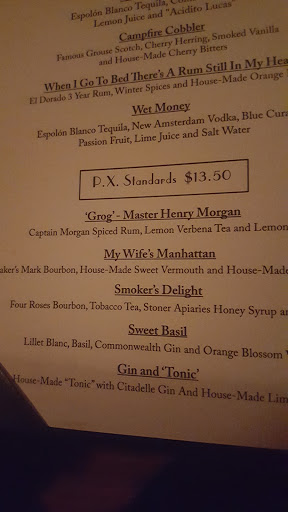 Espolón Blanco Tequila,
Lemon Juice and "Acidito Lucas"
Campfire Cobbler
Famous Grouse Scotch, Cherry Herring, Smoked Vanilla
and House-Made Cherry Bitters
When I Go To Bed There's A Rum Still In My Hea
El Dorado 3 Year Rum, Winter Spices and House-Made Orange
Wet Money
Espolón Blanco Tequila, New Amsterdam Vodka, Blue Cura
Passion Fruit, Lime Juice and Salt Water
P.X. Standards $13.50
'Grog' - Master Henry Morgan
Captain Morgan Spiced Rum, Lemon Verbena Tea and Lemon
My Wife's Manhattan
aker's Mark Bourbon, House-Made Sweet Vermouth and House-Made
Smoker's Delight
Four Roses Bourbon, Tobacco Tea, Stoner Apiaries Honey Syrup an
Sweet Basil
Liller Blanc, Basil, Commonwealth Gin and Orange Blossom
Gin and 'Tonic'
House-Made "Tonic" with Citadelle Gin And House-Made Lim